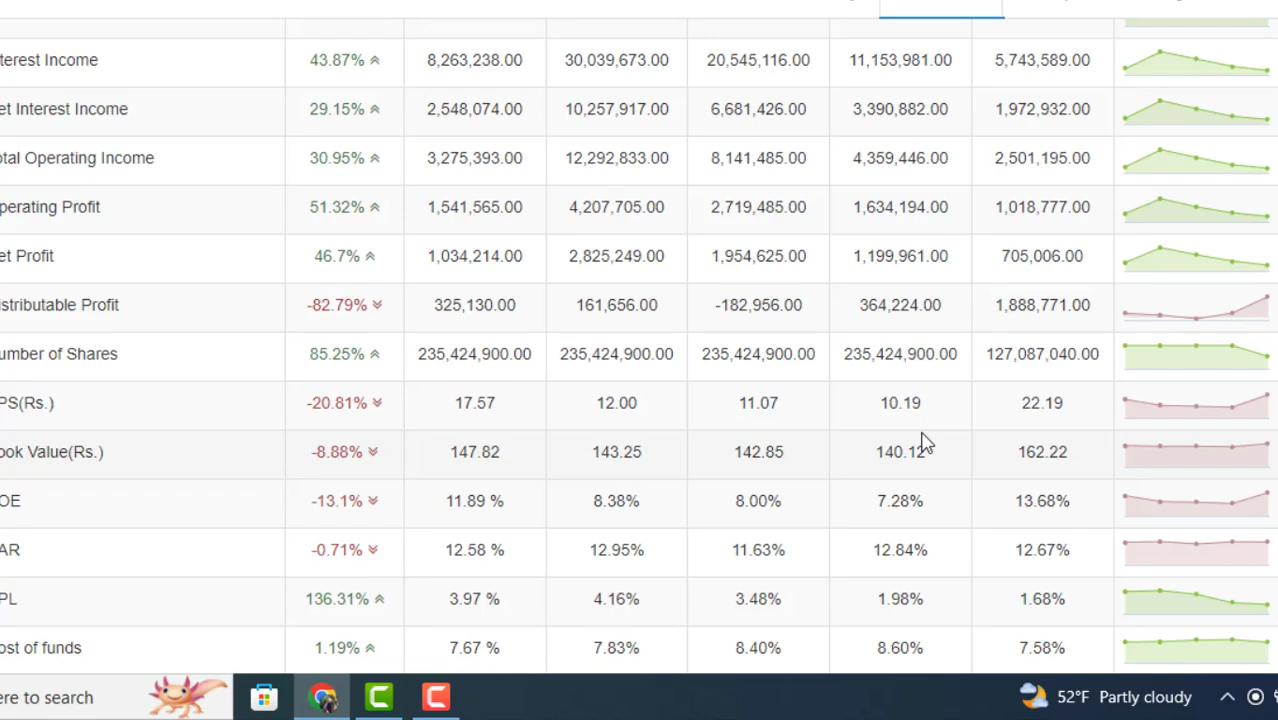 terest Income 43.87% 8,263,238.00 30,039,673.00 20,545,116.00 11,153,981.00 5,743,589.00
et Interest Income 29.15% 2,548,074.00 10,257,917.00 6,681,426.00 3,390,882.00 1,972,932.00
otal Operating Income 30.95% 3,275,393.00 12,292,833.00 8,141,485.00 4,359,446.00 2,501,195.00
perating Profit 51.32% 1,541,565.00 4,207,705.00 2,719,485.00 1,634,194.00 1,018,777.00
et Profit 46.7% 1,034,214.00 2,825,249.00 1,954,625.00 1,199,961.00 705,006.00
istributable Profit -82.79% 325,130.00 161,656.00 -182,956.00 364,224.00 1,888,771.00
umber of Shares 85.25% 235,424,900.00 235,424,900.00 235,424,900.00 235,424,900.00 127,087,040.00
PS(Rs.) -20.81% 17.57 12.00 11.07 10.19 22.19
ook Value(Rs.) -8.88% 147.82 143.25 142.85 140.12 162.22
OE -13.1% 11.89 % 8.38% 8.00% 7.28% 13.68%
AR -0.71% 12.58 % 12.95% 11.63% 12.84% 12.67%
PL 136.31% 3.97 % 4.16% 3.48% 1.98% 1.68%
ost of funds 1.19% 7.67 % 7.83% 8.40% 8.60% 7.58%
ere to search 52°F Partly cloudy